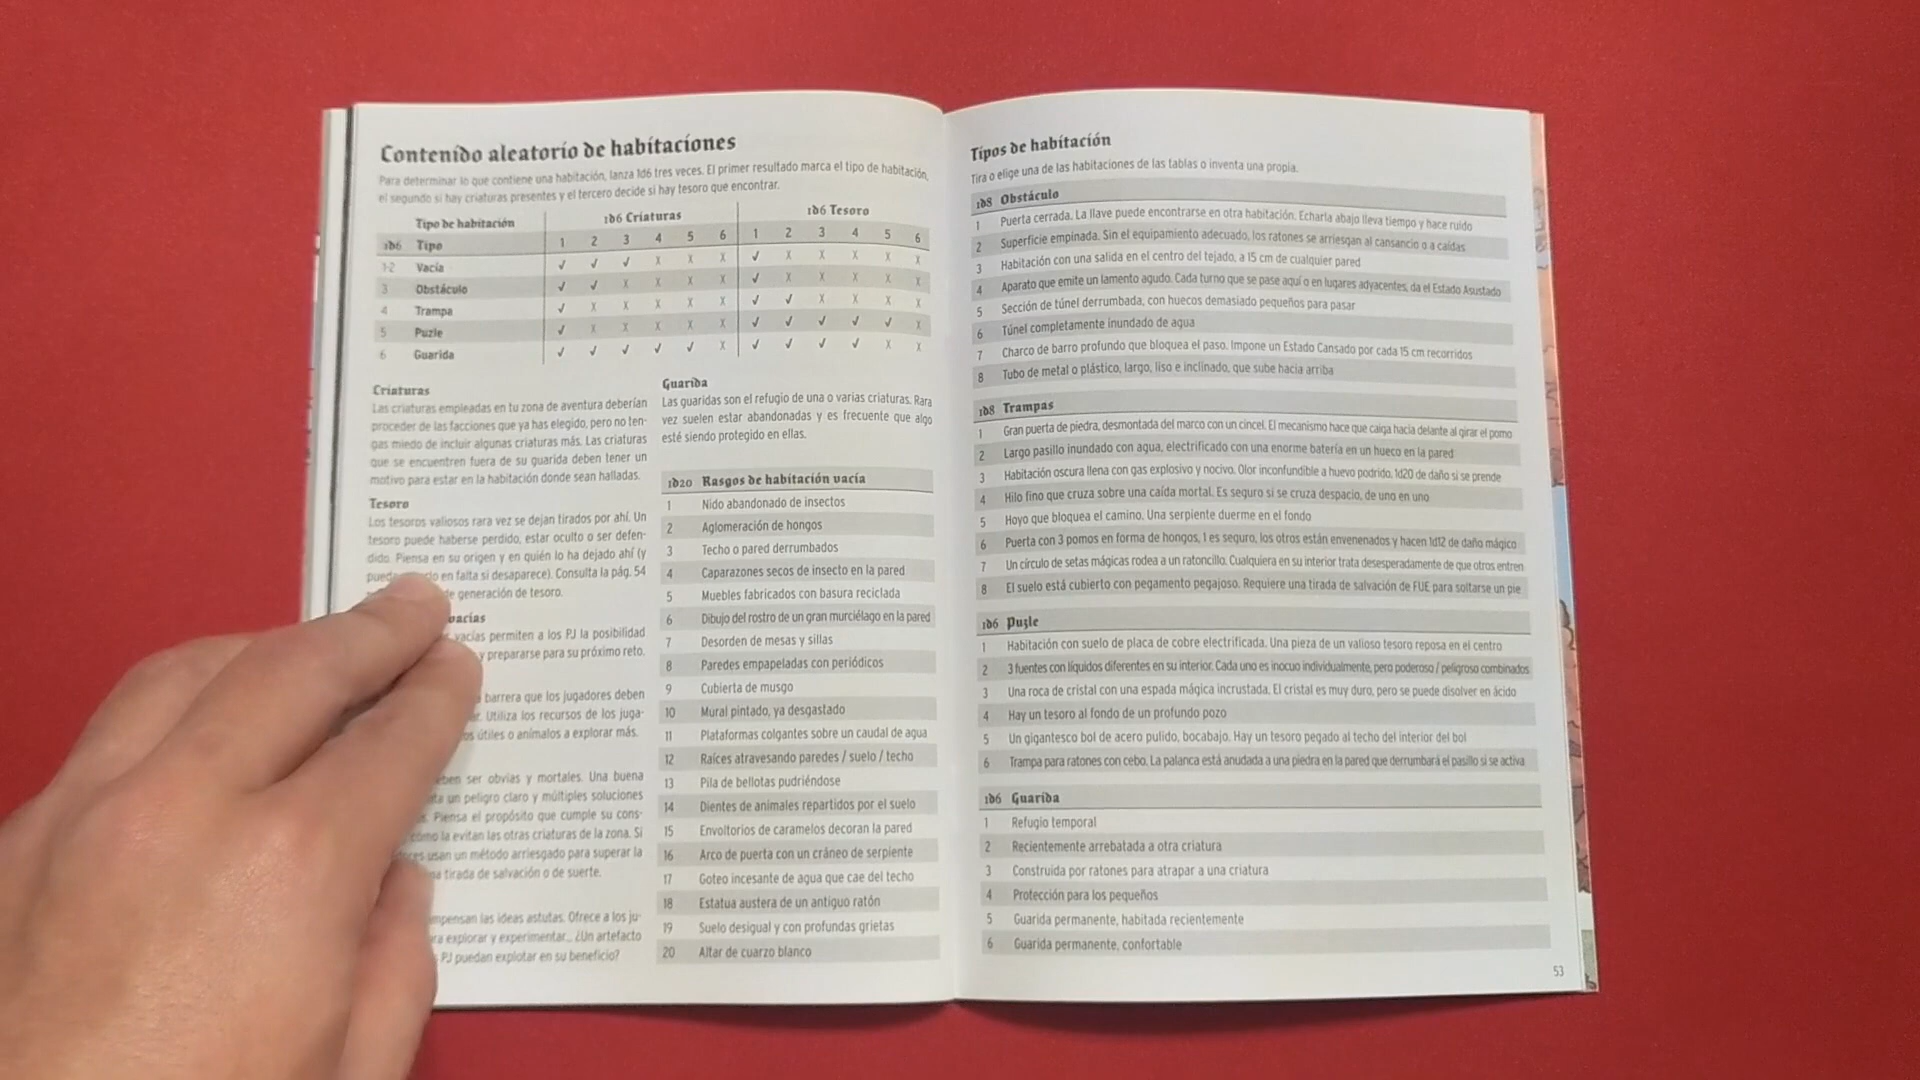 Contenido aleatorio de habitaciones
Para determinar lo que contiene una habitación, lanza 1d6 tres veces. El primer resultado marca el tipo de habitación,
el segundo si hay criaturas presentes y el tercero decide si hay tesoro que encontrar.
Tipo de habitación 1d6 Criaturas 1d6 Tesoro
1d6 Tipo 1 2 3 4 5 6 1 2 3 4 5 6
1-2 Vacía ✓ ✓ ✓ X X X ✓ X X X X X
3 Obstáculo ✓ ✓ X X X X ✓ X X X X X
4 Trampa ✓ X X X X X ✓ ✓ X X X X
5 Puzle ✓ X X X X X ✓ ✓ ✓ ✓ ✓ X
6 Guarida ✓ ✓ ✓ ✓ ✓ X ✓ ✓ ✓ ✓ X X
Criaturas
Las criaturas empleadas en tu zona de aventura deberían
proceder de las facciones que ya has elegido, pero no ten-
gas miedo de incluir algunas criaturas más. Las criaturas
que se encuentren fuera de su guarida deben tener un
motivo para estar en la habitación donde sean halladas.
Tesoro
Los tesoros valiosos rara vez se dejan tirados por ahí. Un
tesoro puede haberse perdido, estar oculto o ser defen-
dido. Piensa en su origen y en quién lo ha dejado ahí (y
en falta si desaparece). Consulta la pág. 54
generación de tesoro.
vacías
vacías permiten a los PJ la posibilidad
y prepararse para su próximo reto.
barrera que los jugadores deben
Utiliza los recursos de los juga-
útiles o anímalos a explorar más.
ser obvias y mortales. Una buena
un peligro claro y múltiples soluciones
Piensa el propósito que cumple su cons-
cómo la evitan las otras criaturas de la zona. Si
usan un método arriesgado para superar la
tirada de salvación o de suerte.
las ideas astutas. Ofrece a los ju-
explorar y experimentar... ¿Un artefacto
PJ puedan explotar en su beneficio?
Guarida
Las guaridas son el refugio de una o varias criaturas. Rara
vez suelen estar abandonadas y es frecuente que algo
esté siendo protegido en ellas.
1d20 Rasgos de habitación vacía
1 Nido abandonado de insectos
2 Aglomeración de hongos
3 Techo o pared derrumbados
4 Caparazones secos de insecto en la pared
5 Muebles fabricados con basura reciclada
6 Dibujo del rostro de un gran murciélago en la pared
7 Desorden de mesas y sillas
8 Paredes empapeladas con periódicos
9 Cubierta de musgo
10 Mural pintado, ya desgastado
11 Plataformas colgantes sobre un caudal de agua
12 Raíces atravesando paredes / suelo / techo
13 Pila de bellotas pudriéndose
14 Dientes de animales repartidos por el suelo
15 Envoltorios de caramelos decoran la pared
16 Arco de puerta con un cráneo de serpiente
17 Goteo incesante de agua que cae del techo
18 Estatua austera de un antiguo ratón
19 Suelo desigual y con profundas grietas
20 Altar de cuarzo blanco
Tipos de habitación
Tira o elige una de las habitaciones de las tablas o inventa una propia.
1d8 Obstáculo
1 Puerta cerrada. La llave puede encontrarse en otra habitación. Echarla abajo lleva tiempo y hace ruido
2 Superficie empinada. Sin el equipamiento adecuado, los ratones se arriesgan al cansancio o a caídas
3 Habitación con una salida en el centro del tejado, a 15 cm de cualquier pared
4 Aparato que emite un lamento agudo. Cada turno que se pase aquí o en lugares adyacentes, da el Estado Asustado
5 Sección de túnel derrumbada, con huecos demasiado pequeños para pasar
6 Túnel completamente inundado de agua
7 Charco de barro profundo que bloquea el paso. Impone un Estado Cansado por cada 15 cm recorridos
8 Tubo de metal o plástico, largo, liso e inclinado, que sube hacia arriba
1d8 Trampas
1 Gran puerta de piedra, desmontada del marco con un cincel. El mecanismo hace que caiga hacia delante al girar el pomo
2 Largo pasillo inundado con agua, electrificado con una enorme batería en un hueco en la pared
3 Habitación oscura llena con gas explosivo y nocivo. Olor inconfundible a huevo podrido, 1d20 de daño si se prende
4 Hilo fino que cruza sobre una caída mortal. Es seguro si se cruza despacio, de uno en uno
5 Hoyo que bloquea el camino. Una serpiente duerme en el fondo
6 Puerta con 3 pomos en forma de hongos, 1 es seguro, los otros están envenenados y hacen 1d12 de daño mágico
7 Un círculo de setas mágicas rodea a un ratoncillo. Cualquiera en su interior trata desesperadamente de que otros entren
8 El suelo está cubierto con pegamento pegajoso. Requiere una tirada de salvación de FUE para soltarse un pie
1d6 Puzle
1 Habitación con suelo de placa de cobre electrificada. Una pieza de un valioso tesoro reposa en el centro
2 3 fuentes con líquidos diferentes en su interior. Cada uno es inocuo individualmente, pero poderoso / peligroso combinados
3 Una roca de cristal con una espada mágica incrustada. El cristal es muy duro, pero se puede disolver en ácido
4 Hay un tesoro al fondo de un profundo pozo
5 Un gigantesco bol de acero pulido, bocabajo. Hay un tesoro pegado al techo del interior del bol
6 Trampa para ratones con cebo. La palanca está anudada a una piedra en la pared que derrumbará el pasillo si se activa
1d6 Guarida
1 Refugio temporal
2 Recientemente arrebatada a otra criatura
3 Construida por ratones para atrapar a una criatura
4 Protección para los pequeños
5 Guarida permanente, habitada recientemente
6 Guarida permanente, confortable
53